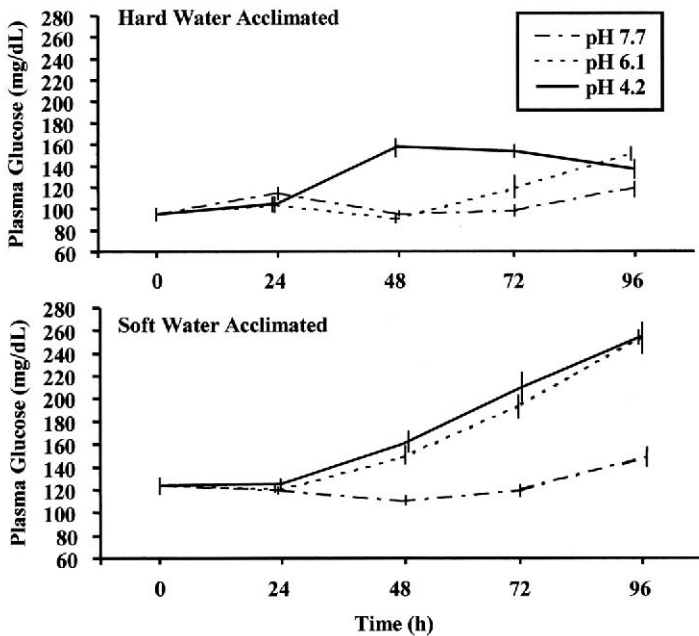 Hard Water Acclimated
pH 7.7
pH 6.1
pH 4.2
Plasma Glucose (mg/dL)
280
260
240
220
200
180
160
140
120
100
80
60
0 24 48 72 96
Soft Water Acclimated
Plasma Glucose (mg/dL)
280
260
240
220
200
180
160
140
120
100
80
60
0 24 48 72 96
Time (h)